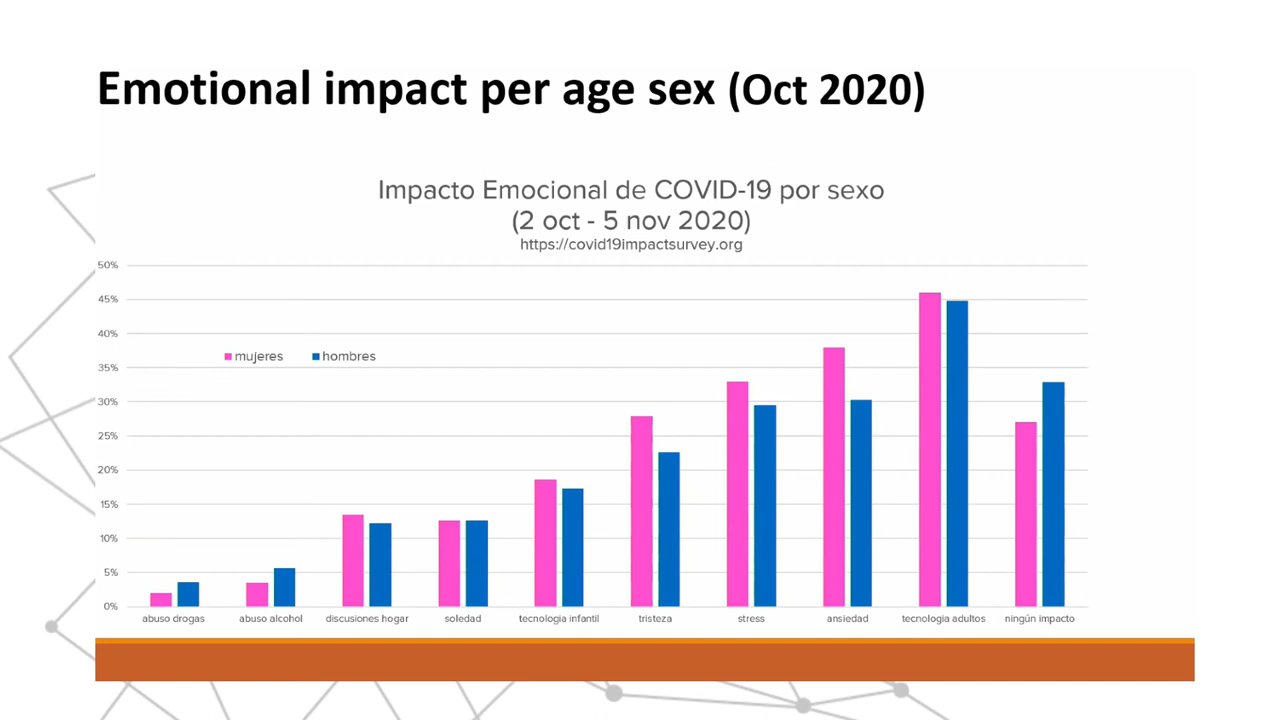 Emotional impact per age sex (Oct 2020)
Impacto Emocional de COVID-19 por sexo
(2 oct - 5 nov 2020)
https://covid19impactsurvey.org
50%
45%
40%
mujeres hombres
35%
30%
25%
20%
15%
10%
5%
0%
abuso drogas abuso alcohol discusiones hogar soledad tecnologia infantil tristeza stress ansiedad tecnologia adultos ningún impacto